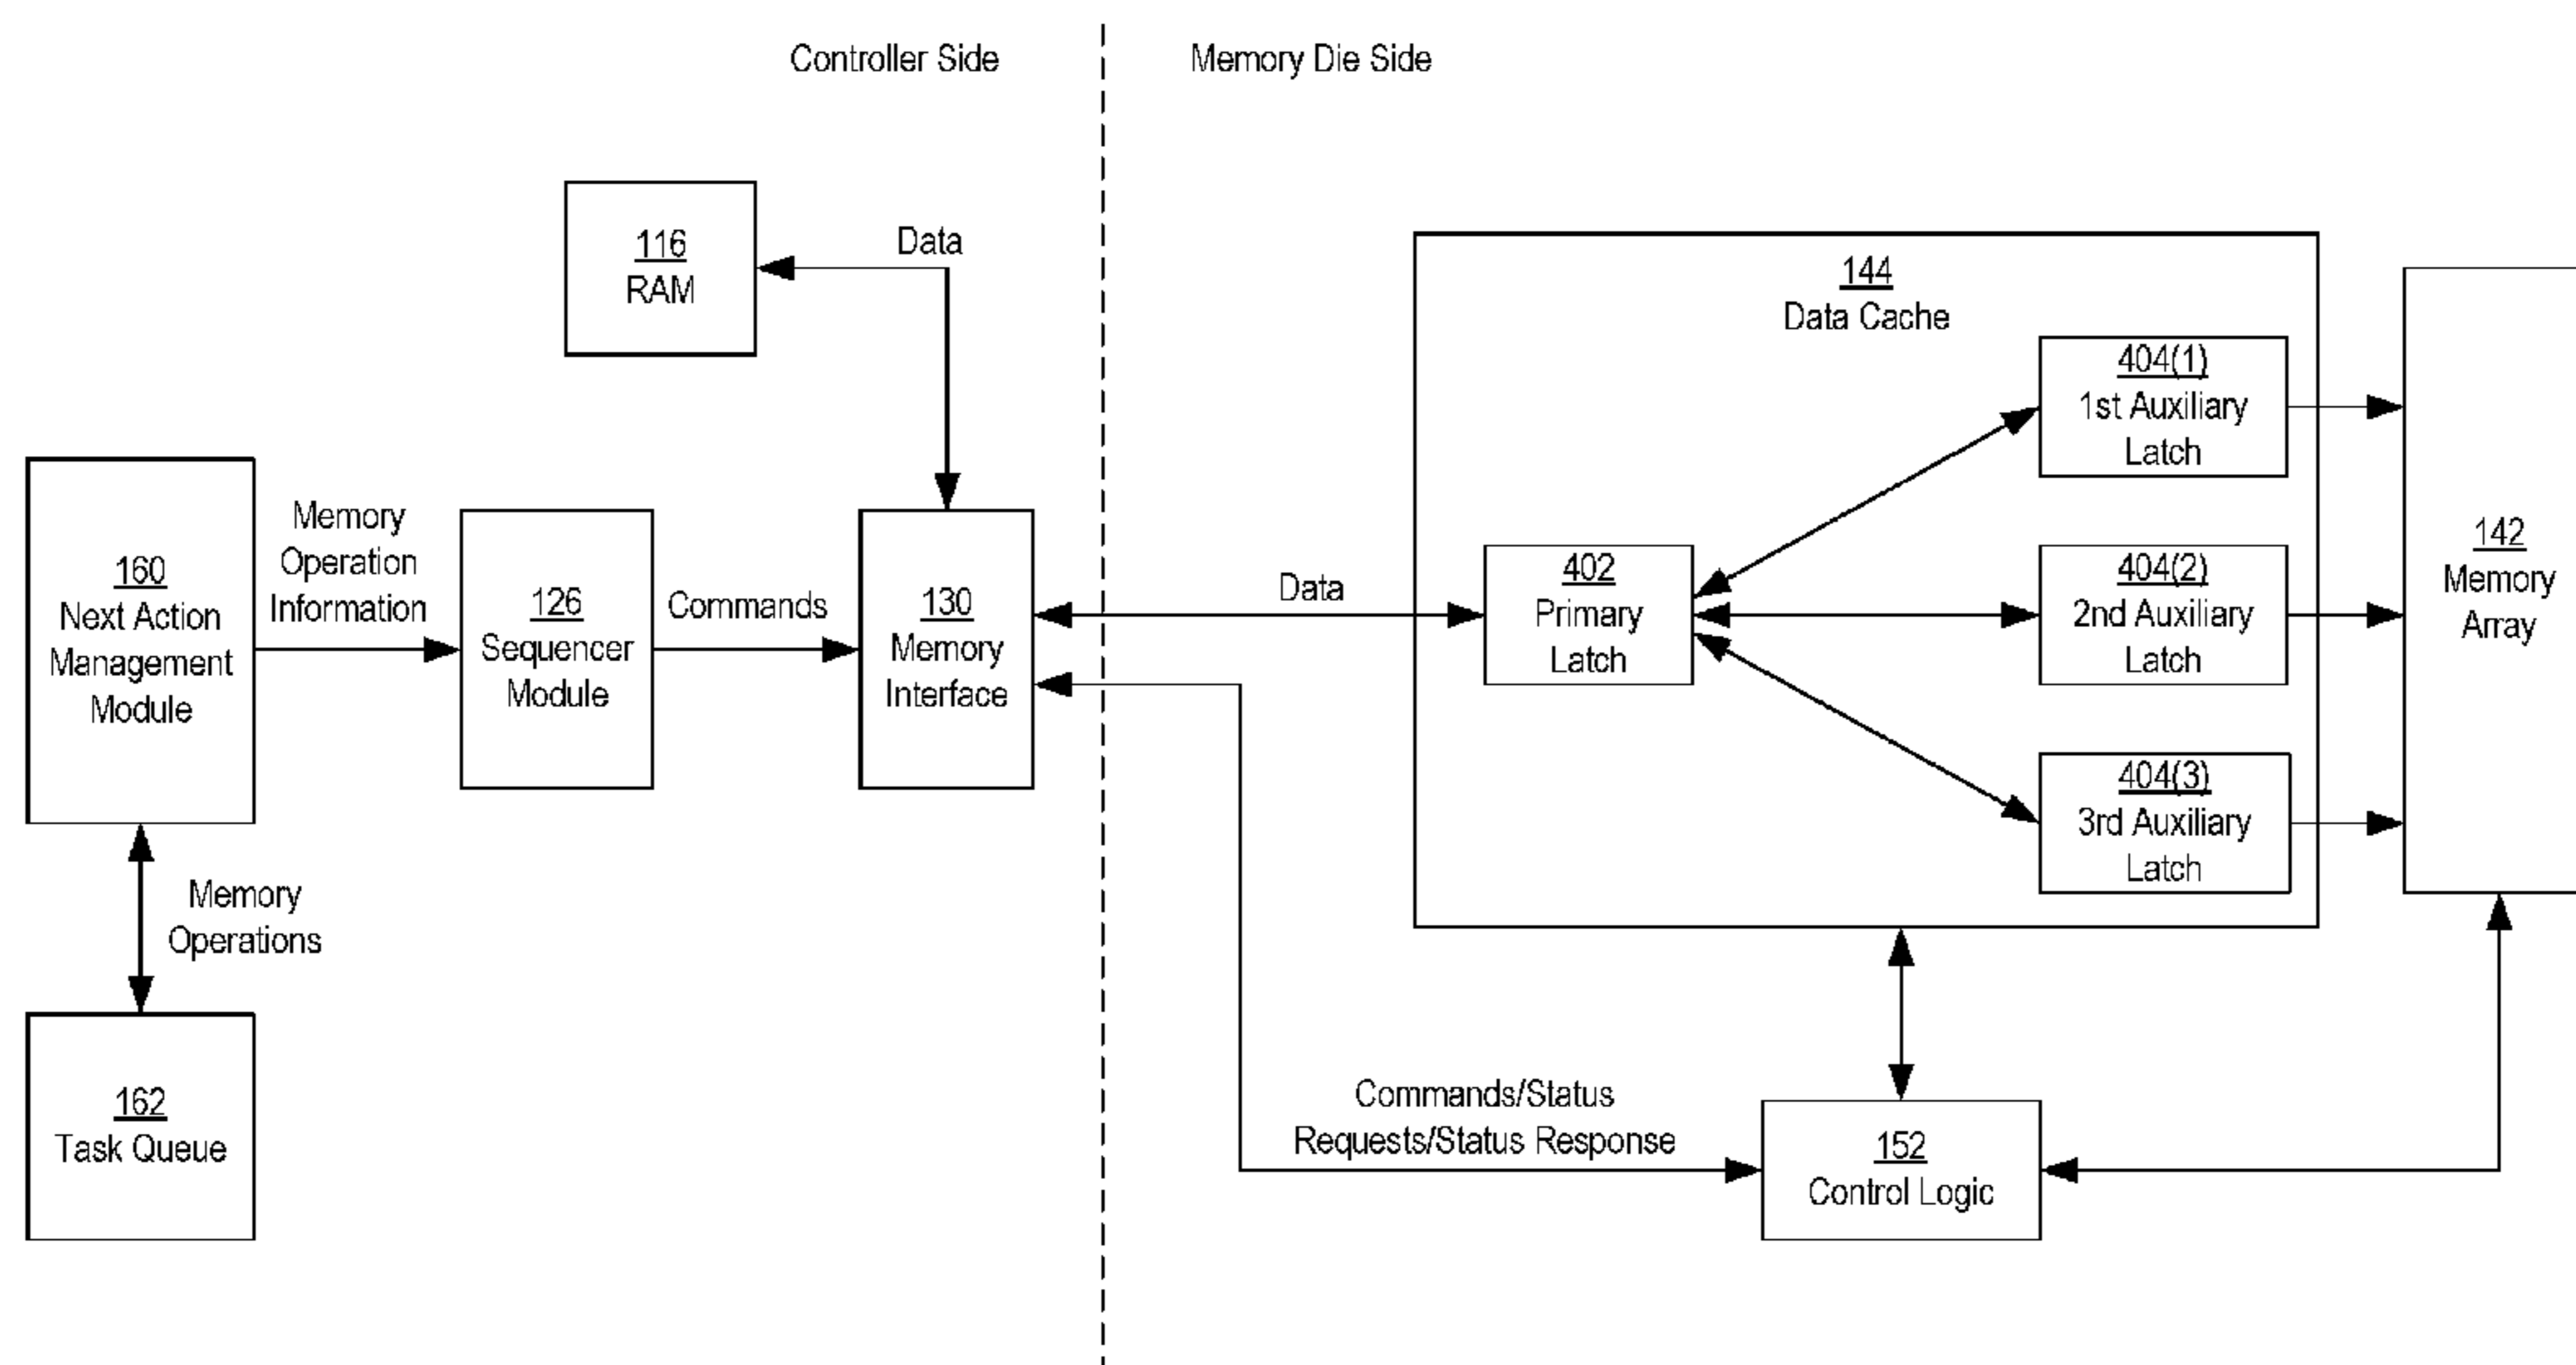 Controller Side
Memory Die Side
116
RAM
Data
144
Data Cache
404(1)
1st Auxiliary
Latch
160
Next Action
Management
Module
Memory
Operation
Information
126
Sequencer
Module
Commands
130
Memory
Interface
Data
402
Primary
Latch
404(2)
2nd Auxiliary
Latch
142
Memory
Array
404(3)
3rd Auxiliary
Latch
Memory
Operations
162
Task Queue
Commands/Status
Requests/Status Response
152
Control Logic